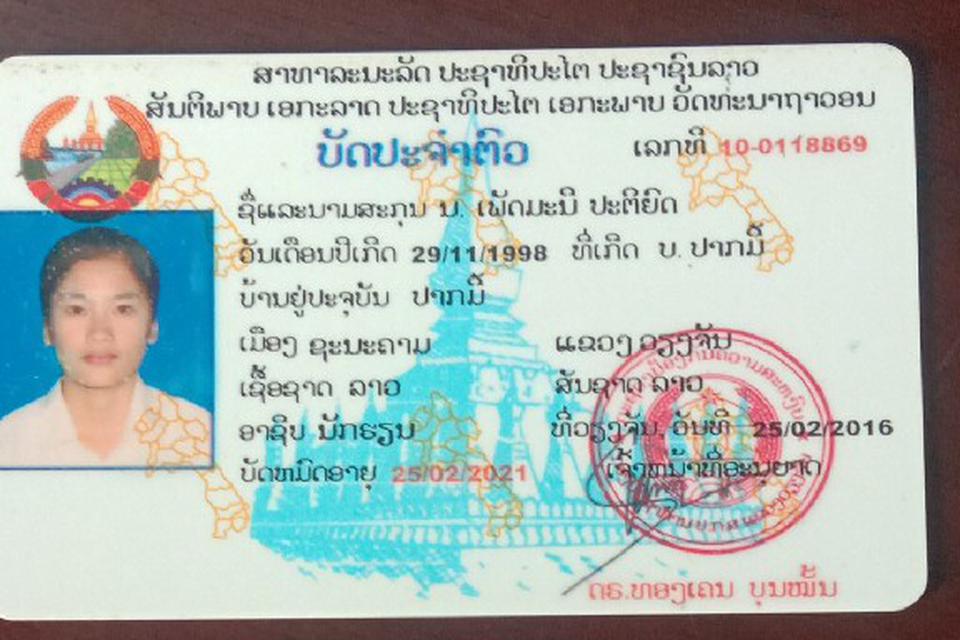 ສາທາລະນະລັດ ປະຊາທິປະໄຕ ປະຊາຊົນລາວ
ສັນຕິພາບ ເອກະລາດ ປະຊາທິປະໄຕ ເອກະພາບ ວັດທະນາຖາວອນ
ບັດປະຈຳຕົວ ເລກທີ 10-0118869
ຊື່ແລະນາມສະກຸນ ນ. ເພັດມະນີ ປະຕິຍົດ
ວັນເດືອນປີເກີດ 29/11/1998 ທີ່ເກີດ ບ. ປາກມີ້
ບ້ານຢູ່ປະຈຸບັນ ປາກມີ້
ເມືອງ ຊະນະຄາມ ແຂວງ ວຽງຈັນ
ເຊື້ອຊາດ ລາວ ສັນຊາດ ລາວ
ອາຊີບ ນັກຮຽນ ທີ່ວຽງຈັນ ວັນທີ 25/02/2016
ບັດຫມົດອາຍຸ 25/02/2021 ເຈົ້າຫນ້າທີ່ອະນຸຍາດ
ດຣ.ທອງເຄນ ບຸນໝັ້ນ